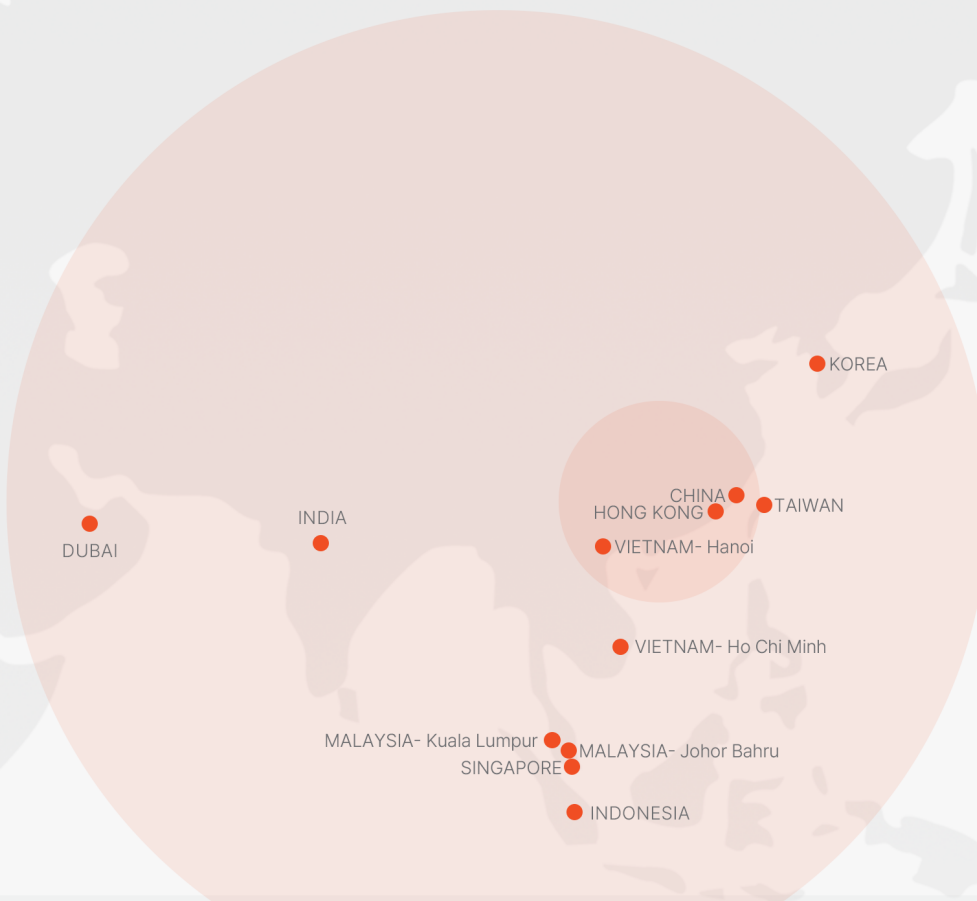 KOREA
CHINA
TAIWAN
HONG KONG
INDIA
VIETNAM- Hanoi
DUBAI
VIETNAM- Ho Chi Minh
MALAYSIA- Kuala Lumpur
MALAYSIA- Johor Bahru
SINGAPORE
INDONESIA